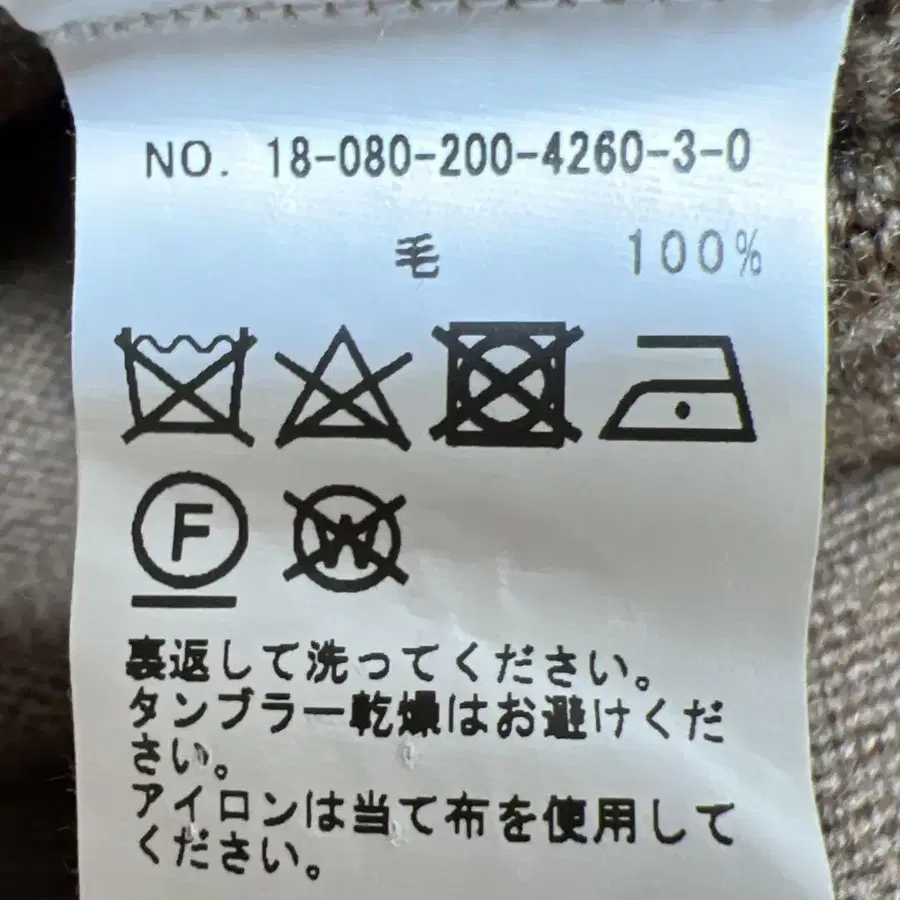 NO. 18-080-200-4260-3-0
毛 100%
F W
裏返して洗ってください。
タンブラー乾燥はお避けくだ
さい。
アイロンは当て布を使用して
ください。